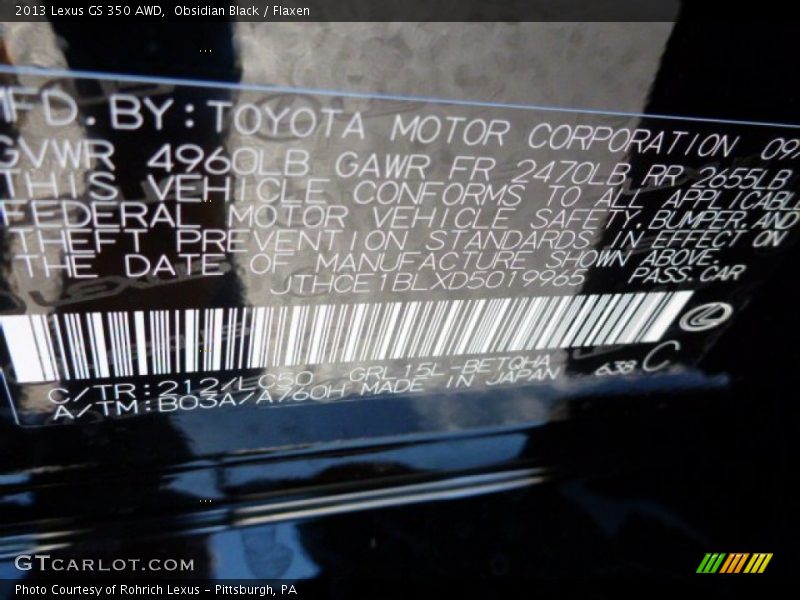 2013 Lexus GS 350 AWD, Obsidian Black / Flaxen
MFD. BY: TOYOTA MOTOR CORPORATION 09/
GVWR 4960LB GAWR FR 2470LB RR 2655LB
THIS VEHICLE CONFORMS TO ALL APPLICABLE
FEDERAL MOTOR VEHICLE SAFETY, BUMPER, AND
THEFT PREVENTION STANDARDS IN EFFECT ON
THE DATE OF MANUFACTURE SHOWN ABOVE.
JTHCE1BLXD5019965 PASS. CAR
C/TR: 212/LC50 GRL15L-BETQHA
A/TM: B03A/A760H MADE IN JAPAN 638 C
GTCARLOT.COM
Photo Courtesy of Rohrich Lexus - Pittsburgh, PA